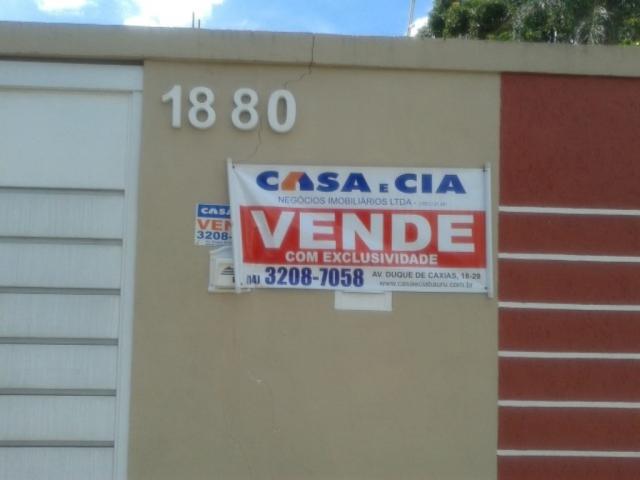 1880
CASA E CIA
NEGÓCIOS IMOBILIÁRIOS LTDA -
VENDE
COM EXCLUSIVIDADE
(14) 3208-7058
AV. DUQUE DE CAXIAS, 18-29
www.casaeciabauru.com.br
CASA
VEN
3208-